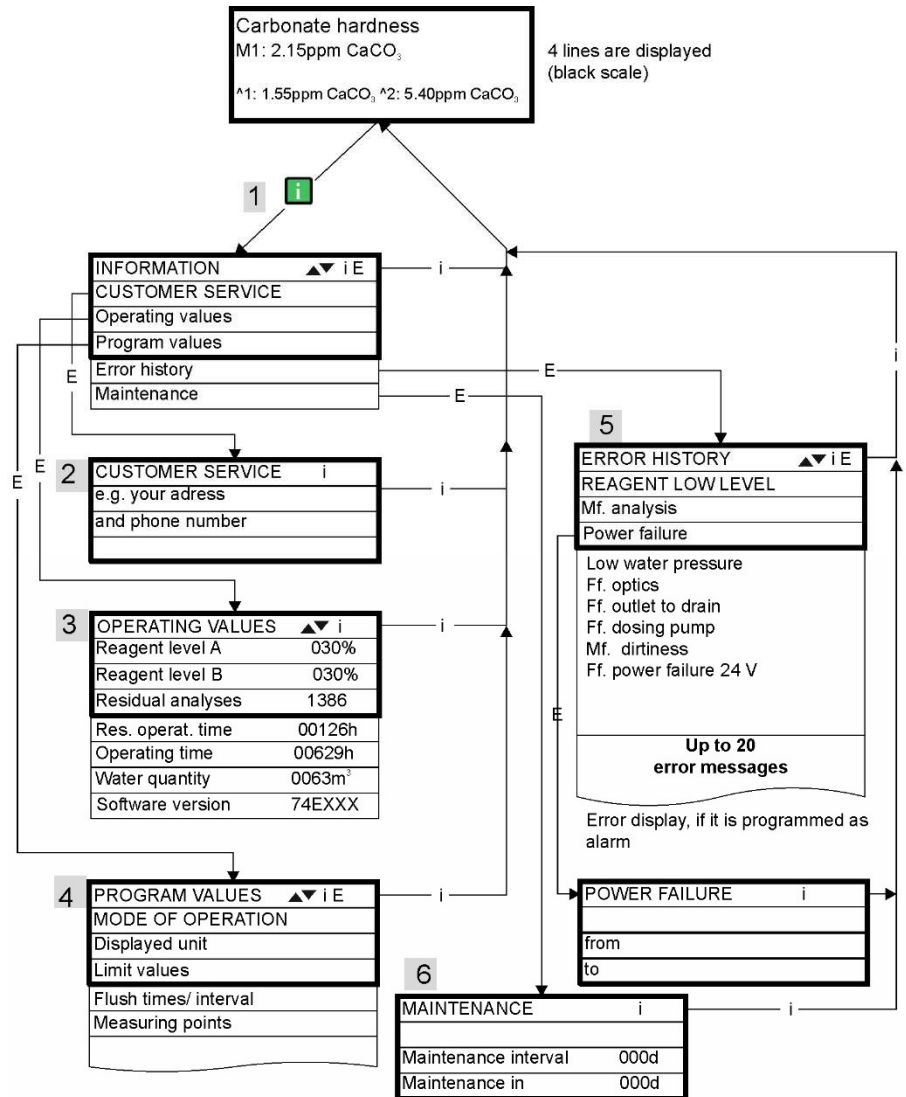 Carbonate hardness
M1: 2.15ppm CaCO₃
^1: 1.55ppm CaCO₃ ^2: 5.40ppm CaCO₃
4 lines are displayed
(black scale)
1
i
INFORMATION ▲▼ i E
CUSTOMER SERVICE
Operating values
Program values
Error history
Maintenance
i
E
E
E
E
E
i
2
CUSTOMER SERVICE i
e.g. your adress
and phone number
i
3
OPERATING VALUES ▲▼ i
Reagent level A 030%
Reagent level B 030%
Residual analyses 1386
Res. operat. time 00126h
Operating time 00629h
Water quantity 0063m³
Software version 74EXXX
i
4
PROGRAM VALUES ▲▼ i E
MODE OF OPERATION
Displayed unit
Limit values
Flush times/ interval
Measuring points
i
5
ERROR HISTORY ▲▼ i E
REAGENT LOW LEVEL
Mf. analysis
Power failure
Low water pressure
Ff. optics
Ff. outlet to drain
Ff. dosing pump
Mf. dirtiness
Ff. power failure 24 V
Up to 20
error messages
Error display, if it is programmed as
alarm
E
POWER FAILURE i
from
to
6
MAINTENANCE i
Maintenance interval 000d
Maintenance in 000d
i